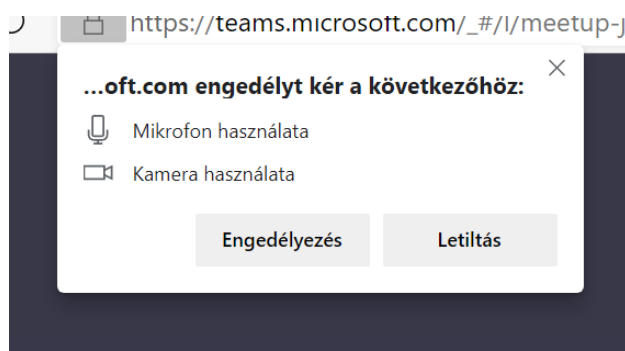 https://teams.microsoft.com/_#/l/meetup-j
...oft.com engedélyt kér a következőhöz:
Mikrofon használata
Kamera használata
Engedélyezés Letiltás